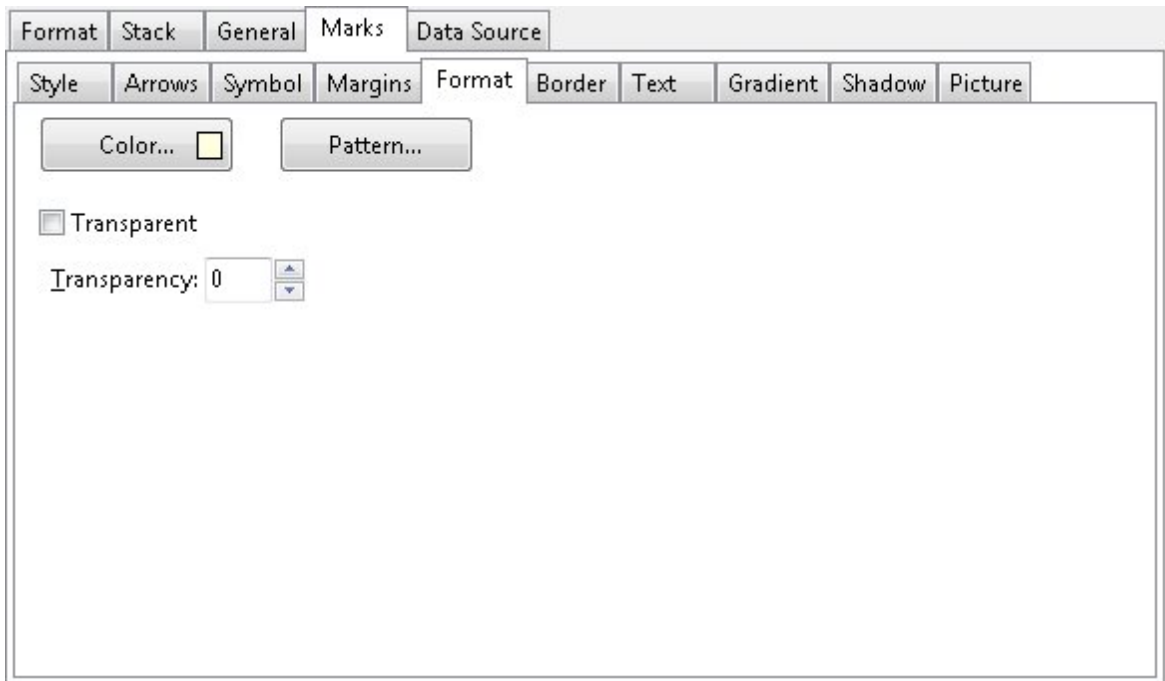 Format Stack General Marks Data Source
Style Arrows Symbol Margins Format Border Text Gradient Shadow Picture
Color... Pattern...
Transparent
Transparency: 0